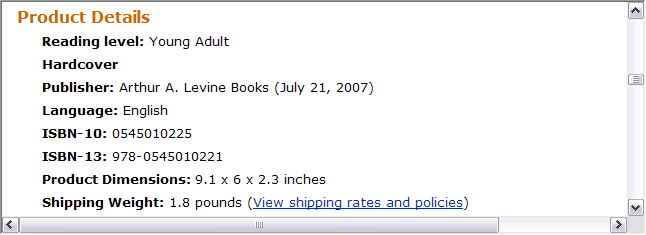 Product Details
Reading level: Young Adult
Hardcover
Publisher: Arthur A. Levine Books (July 21, 2007)
Language: English
ISBN-10: 0545010225
ISBN-13: 978-0545010221
Product Dimensions: 9.1 x 6 x 2.3 inches
Shipping Weight: 1.8 pounds (View shipping rates and policies)